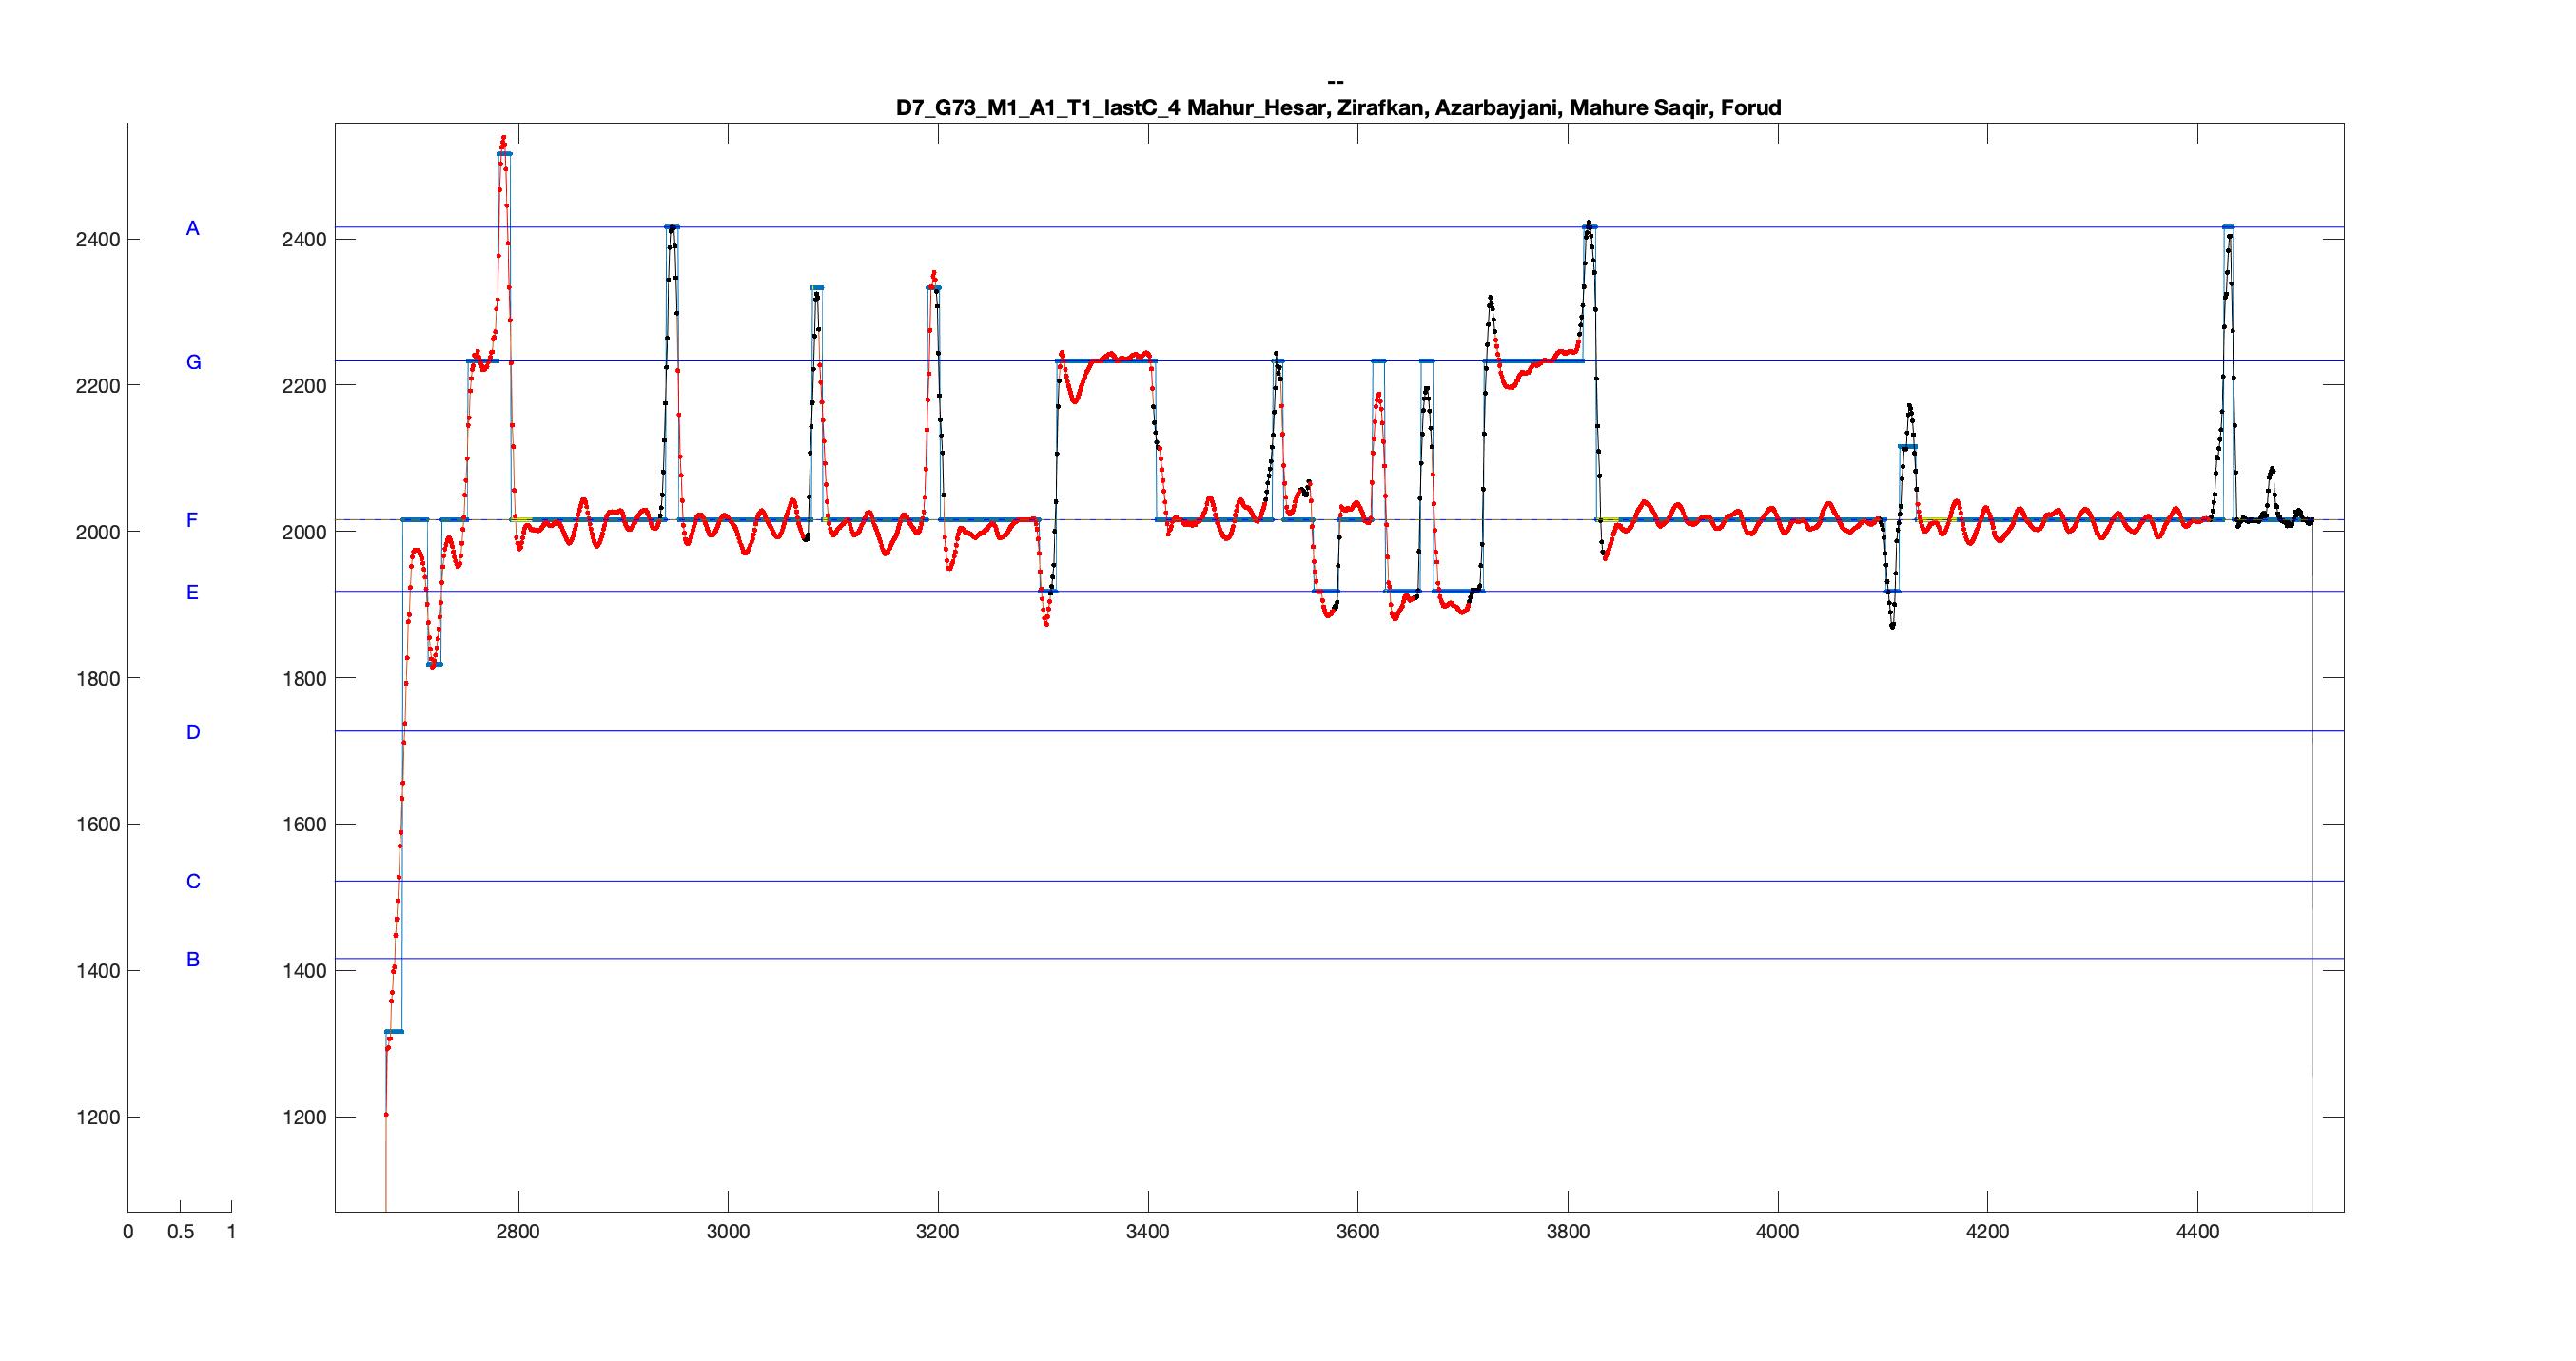 --
D7_G73_M1_A1_T1_lastC_4 Mahur_Hesar, Zirafkan, Azarbayjani, Mahure Saqir, Forud
2400 A 2400
G
2200 2200
F
2000 2000
E
1800 1800
D
1600 1600
C
B
1400 1400
1200 1200
0 0.5 1 2800 3000 3200 3400 3600 3800 4000 4200 4400